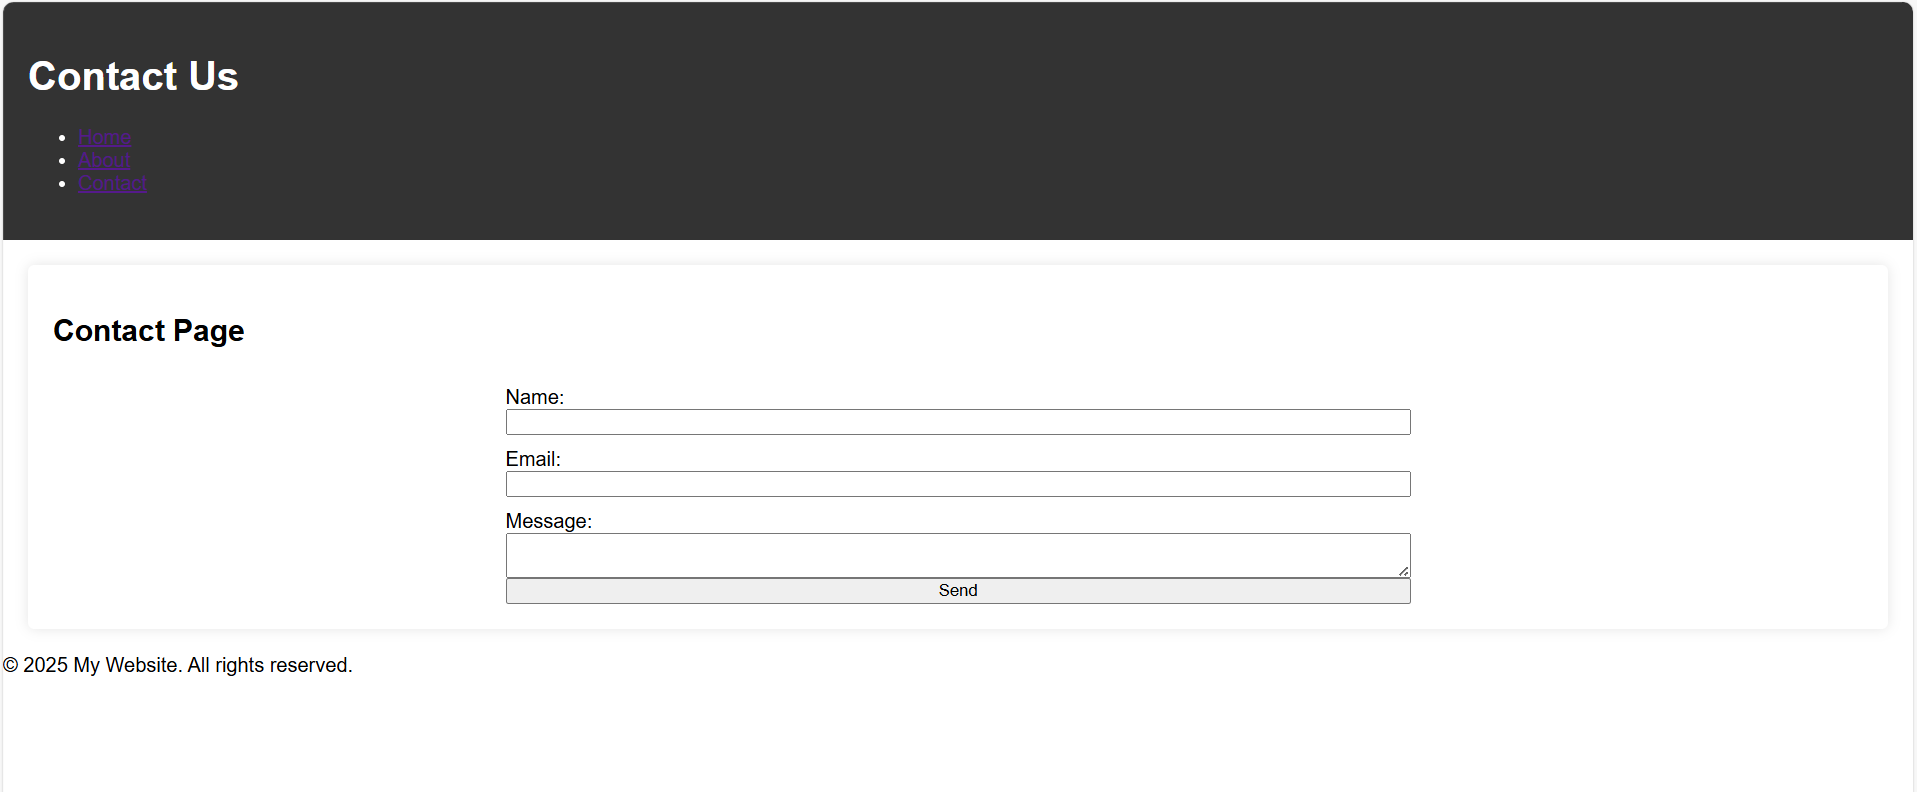 Contact Us
Home
About
Contact
Contact Page
Name:
Email:
Message:
Send
© 2025 My Website. All rights reserved.